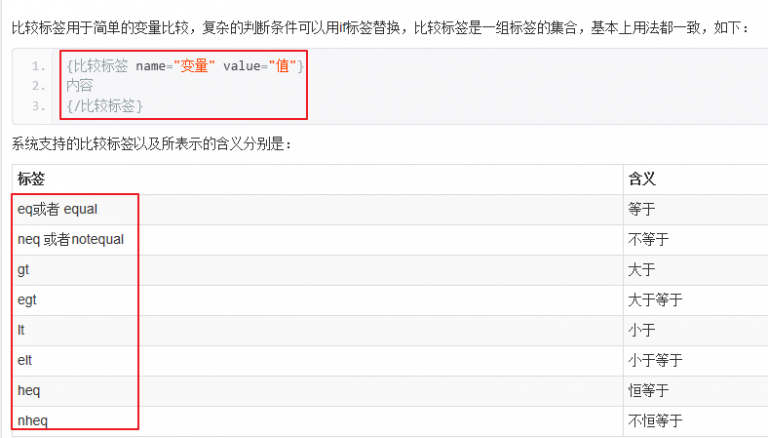 比较标签用于简单的变量比较，复杂的判断条件可以用if标签替换，比较标签是一组标签的集合，基本上用法都一致，如下：
1. {比较标签 name="变量" value="值"}
2. 内容
3. {/比较标签}
系统支持的比较标签以及所表示的含义分别是：
标签 含义
eq或者 equal 等于
neq 或者notequal 不等于
gt 大于
egt 大于等于
lt 小于
elt 小于等于
heq 恒等于
nheq 不恒等于